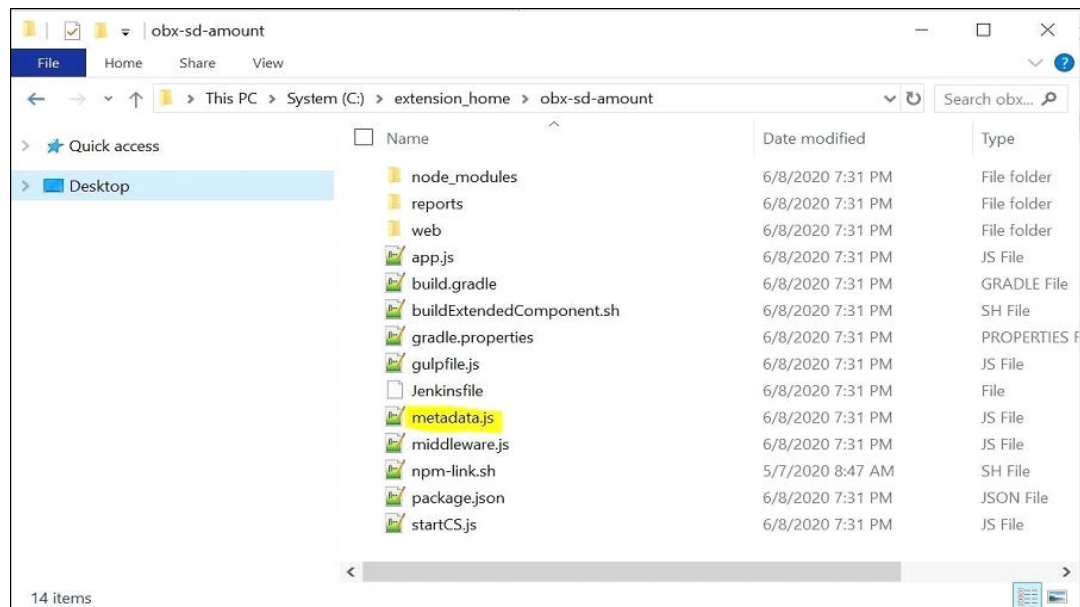 obx-sd-amount
File Home Share View
This PC > System (C:) > extension_home > obx-sd-amount Search obx...
Quick access
Desktop
Name Date modified Type
node_modules 6/8/2020 7:31 PM File folder
reports 6/8/2020 7:31 PM File folder
web 6/8/2020 7:31 PM File folder
app.js 6/8/2020 7:31 PM JS File
build.gradle 6/8/2020 7:31 PM GRADLE File
buildExtendedComponent.sh 6/8/2020 7:31 PM SH File
gradle.properties 6/8/2020 7:31 PM PROPERTIES F
gulpfile.js 6/8/2020 7:31 PM JS File
Jenkinsfile 6/8/2020 7:31 PM File
metadata.js 6/8/2020 7:31 PM JS File
middleware.js 6/8/2020 7:31 PM JS File
npm-link.sh 5/7/2020 8:47 AM SH File
package.json 6/8/2020 7:31 PM JSON File
startCS.js 6/8/2020 7:31 PM JS File
14 items